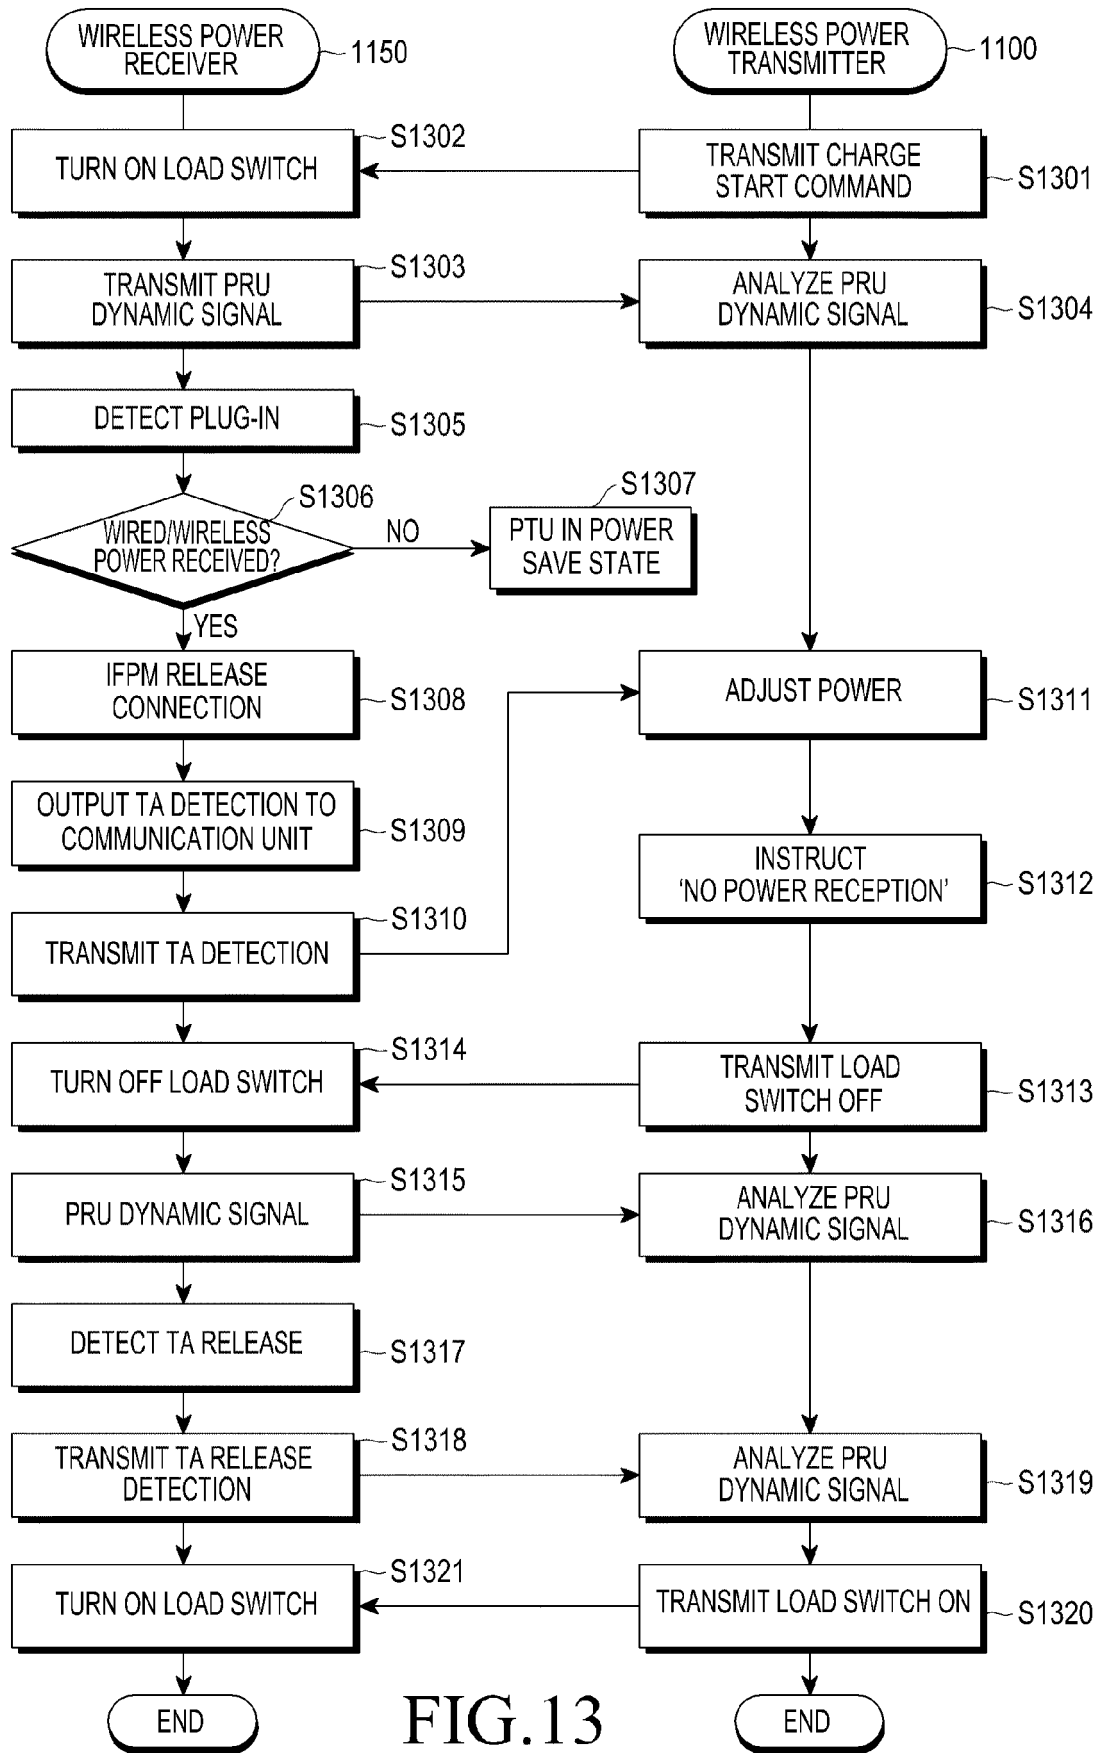 WIRELESS POWER
RECEIVER
1150
WIRELESS POWER
TRANSMITTER
1100
S1302
TURN ON LOAD SWITCH
TRANSMIT CHARGE
START COMMAND
S1301
S1303
TRANSMIT PRU
DYNAMIC SIGNAL
ANALYZE PRU
DYNAMIC SIGNAL
S1304
DETECT PLUG-IN
S1305
S1306
WIRED/WIRELESS
POWER RECEIVED?
NO
S1307
PTU IN POWER
SAVE STATE
YES
IFPM RELEASE
CONNECTION
S1308
ADJUST POWER
S1311
OUTPUT TA DETECTION TO
COMMUNICATION UNIT
S1309
INSTRUCT
‘NO POWER RECEPTION’
S1312
S1310
TRANSMIT TA DETECTION
S1314
TURN OFF LOAD SWITCH
TRANSMIT LOAD
SWITCH OFF
S1313
S1315
PRU DYNAMIC SIGNAL
ANALYZE PRU
DYNAMIC SIGNAL
S1316
DETECT TA RELEASE
S1317
S1318
TRANSMIT TA RELEASE
DETECTION
ANALYZE PRU
DYNAMIC SIGNAL
S1319
S1321
TURN ON LOAD SWITCH
TRANSMIT LOAD SWITCH ON
S1320
END
FIG.13
END